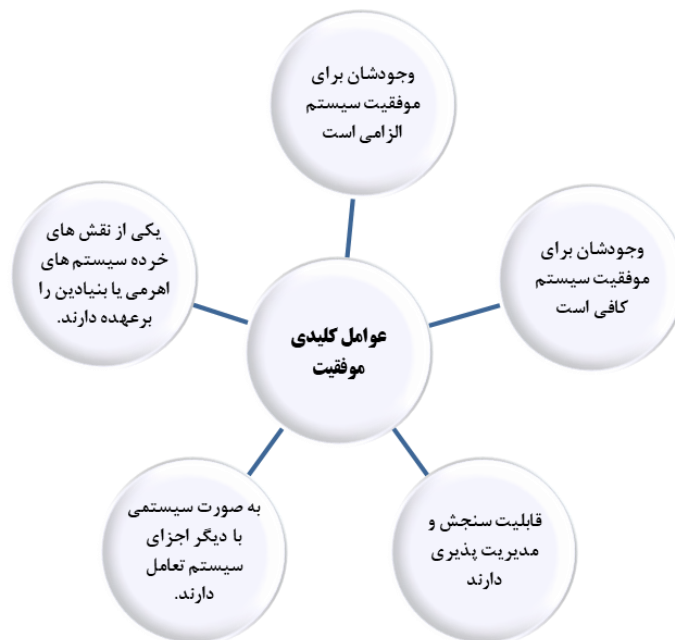 وجودشان برای
موفقیت سیستم
الزامی است
وجودشان برای
موفقیت سیستم
کافی است
یکی از نقش های
خرده سیستم های
اهرمی یا بنیادین را
برعهده دارند.
عوامل کلیدی
موفقیت
به صورت سیستمی
با دیگر اجزای
سیستم تعامل
دارند.
قابلیت سنجش و
مدیریت پذیری
دارند